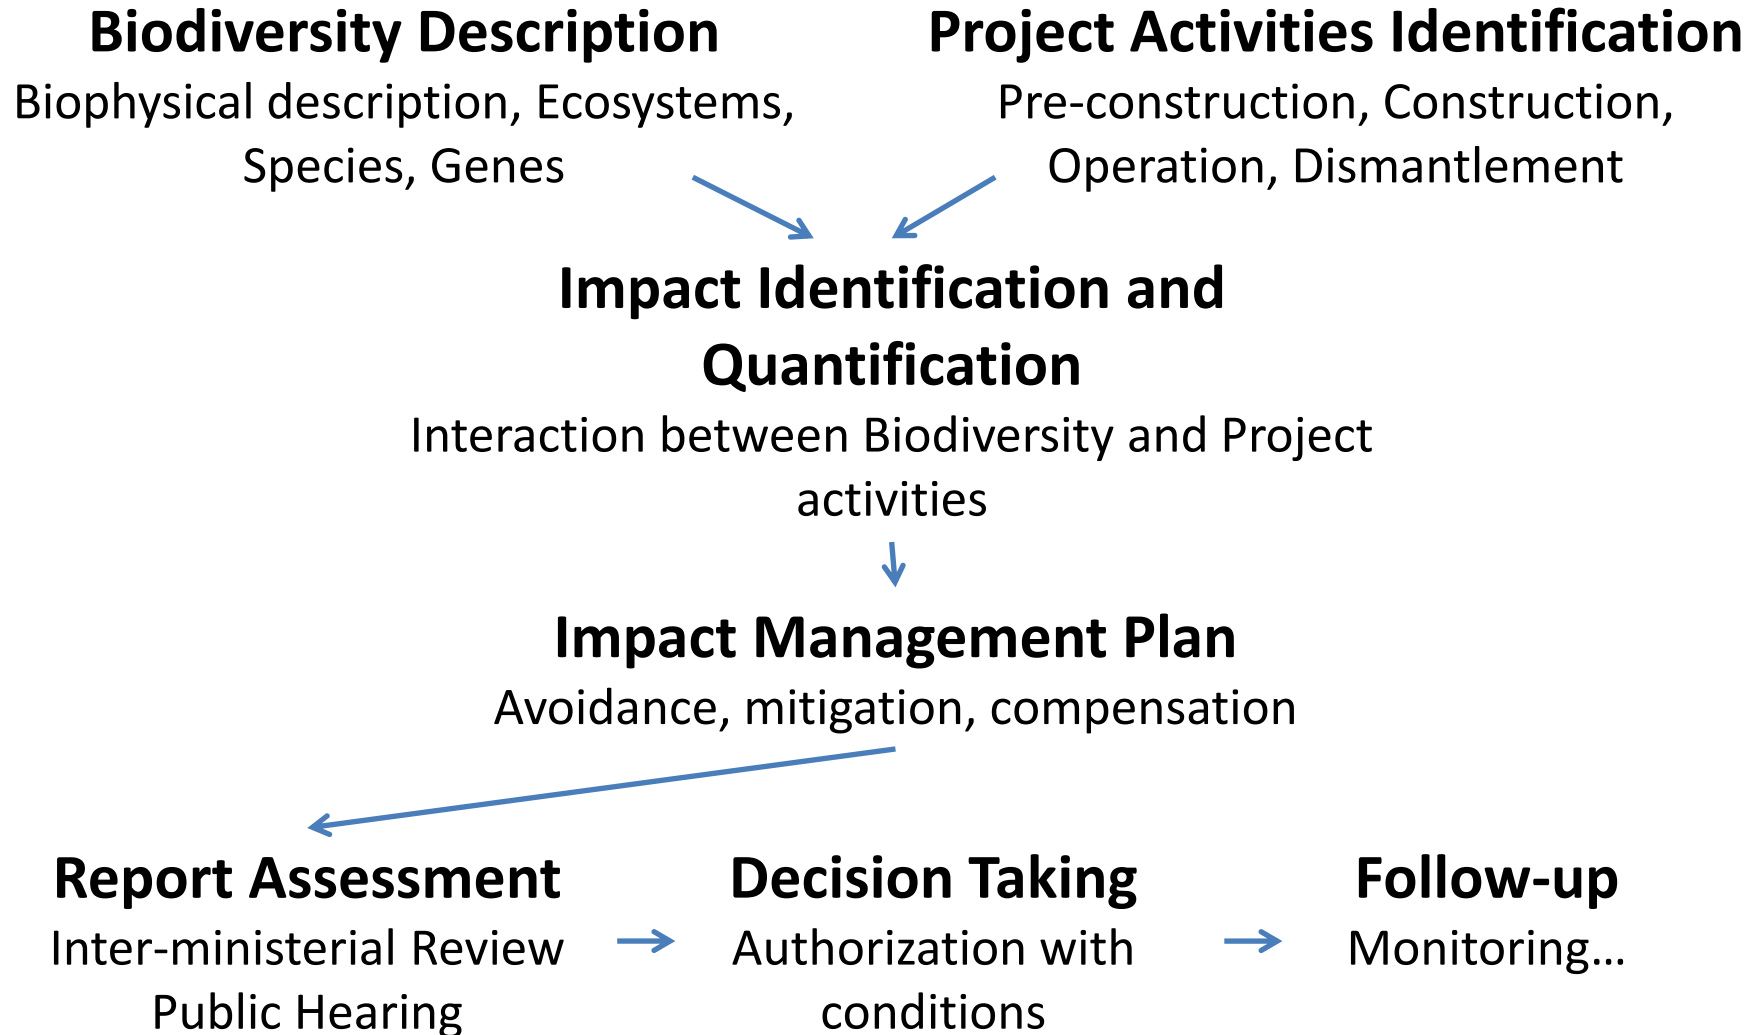 Biodiversity Description
Biophysical description, Ecosystems,
Species, Genes
Project Activities Identification
Pre-construction, Construction,
Operation, Dismantlement
Impact Identification and
Quantification
Interaction between Biodiversity and Project
activities
Impact Management Plan
Avoidance, mitigation, compensation
Report Assessment
Inter-ministerial Review
Public Hearing
Decision Taking
Authorization with
conditions
Follow-up
Monitoring...